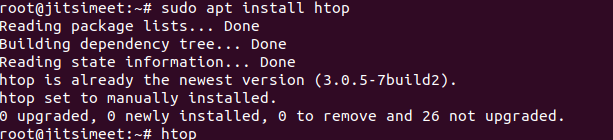 root@jitsimeet:~# sudo apt install htop
Reading package lists... Done
Building dependency tree... Done
Reading state information... Done
htop is already the newest version (3.0.5-7build2).
htop set to manually installed.
0 upgraded, 0 newly installed, 0 to remove and 26 not upgraded.
root@jitsimeet:~# htop